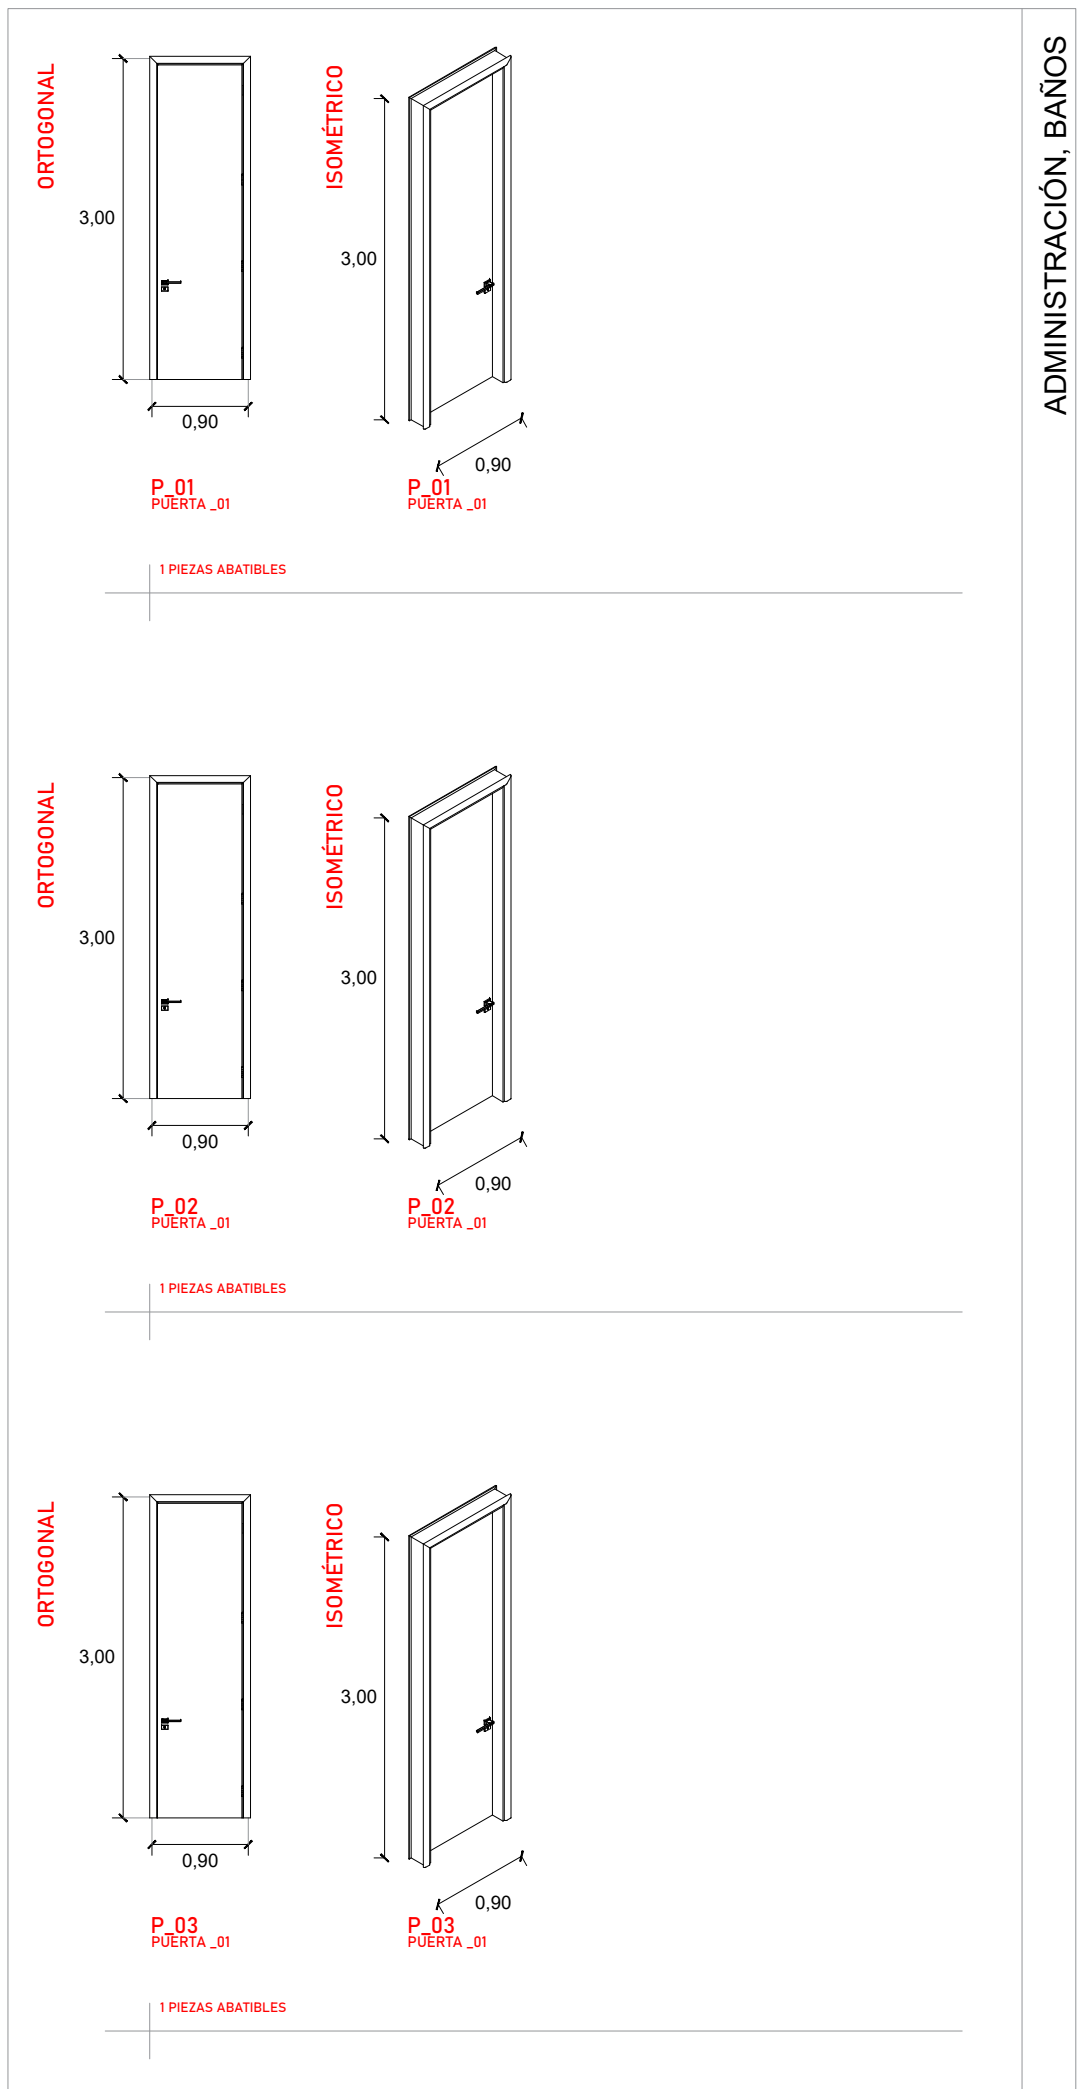 ADMINISTRACIÓN, BAÑOS
ORTOGONAL
3,00
0,90
P_01
PUERTA _01
ISOMÉTRICO
3,00
0,90
P_01
PUERTA _01
1 PIEZAS ABATIBLES
ORTOGONAL
3,00
0,90
P_02
PUERTA _01
ISOMÉTRICO
3,00
0,90
P_02
PUERTA _01
1 PIEZAS ABATIBLES
ORTOGONAL
3,00
0,90
P_03
PUERTA _01
ISOMÉTRICO
3,00
0,90
P_03
PUERTA _01
1 PIEZAS ABATIBLES